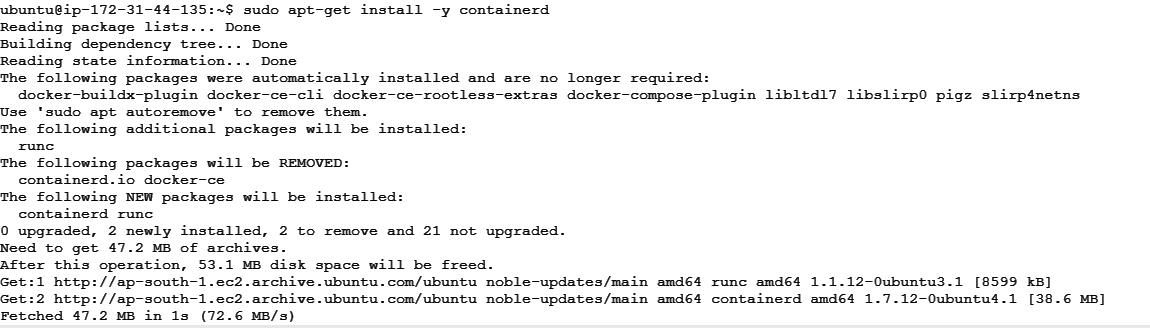 ubuntu@ip-172-31-44-135:~$ sudo apt-get install -y containerd
Reading package lists... Done
Building dependency tree... Done
Reading state information... Done
The following packages were automatically installed and are no longer required:
  docker-buildx-plugin docker-ce-cli docker-ce-rootless-extras docker-compose-plugin libltdl7 libslirp0 pigz slirp4netns
Use 'sudo apt autoremove' to remove them.
The following additional packages will be installed:
  runc
The following packages will be REMOVED:
  containerd.io docker-ce
The following NEW packages will be installed:
  containerd runc
0 upgraded, 2 newly installed, 2 to remove and 21 not upgraded.
Need to get 47.2 MB of archives.
After this operation, 53.1 MB disk space will be freed.
Get:1 http://ap-south-1.ec2.archive.ubuntu.com/ubuntu noble-updates/main amd64 runc amd64 1.1.12-0ubuntu3.1 [8599 kB]
Get:2 http://ap-south-1.ec2.archive.ubuntu.com/ubuntu noble-updates/main amd64 containerd amd64 1.7.12-0ubuntu4.1 [38.6 MB]
Fetched 47.2 MB in 1s (72.6 MB/s)